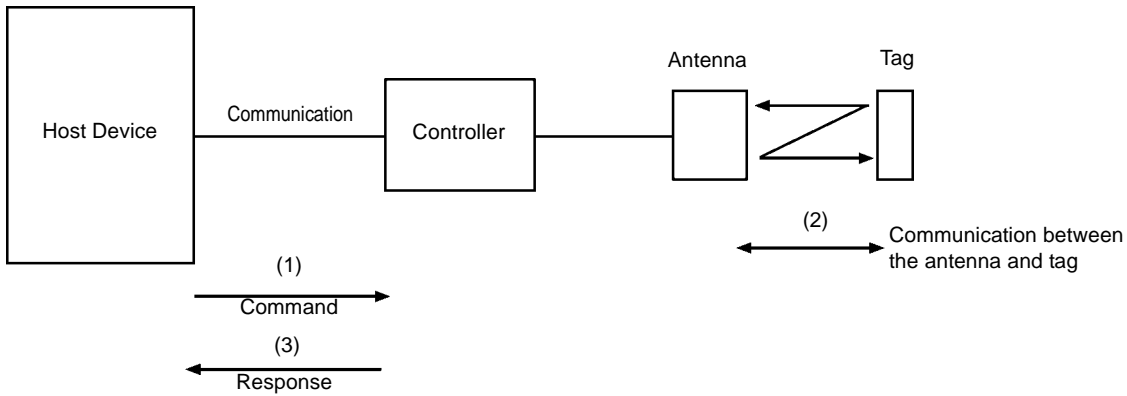 Antenna
Tag
Communication
Host Device
Controller
(2)
Communication between
the antenna and tag
(1)
Command
(3)
Response